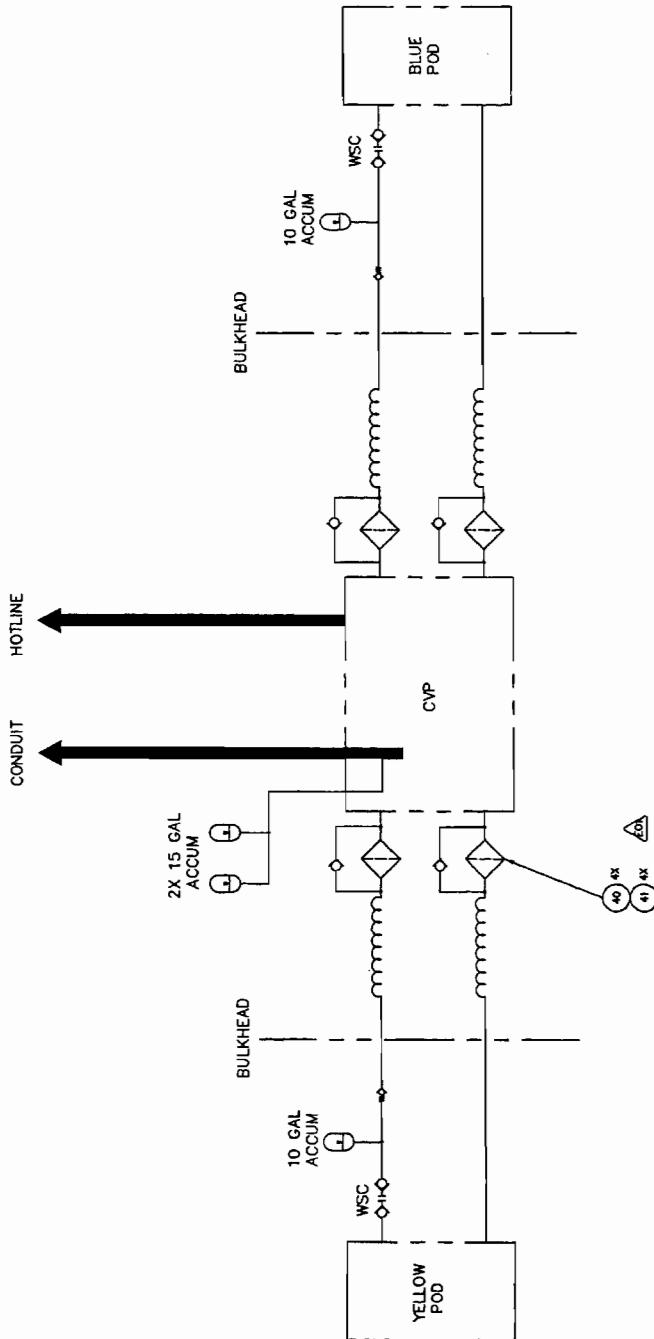 CONDUIT
HOTLINE
2X 15 GAL
ACCUM
BULKHEAD
BULKHEAD
10 GAL
ACCUM
10 GAL
ACCUM
WSC
WSC
YELLOW
POD
CVP
BLUE
POD
40 4X
41 4X